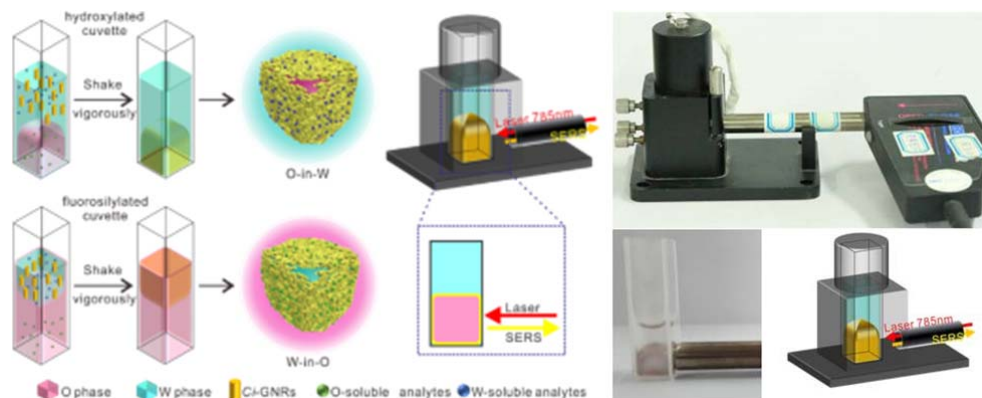 hydroxylated
cuvette
Shake
vigorously
O-in-W
Laser 785nm
SERS
fluorosilylated
cuvette
Shake
vigorously
W-in-O
Laser
SERS
O phase
W phase
Ci-GNRs
O-soluble analytes
W-soluble analytes
Laser 785nm
SERS